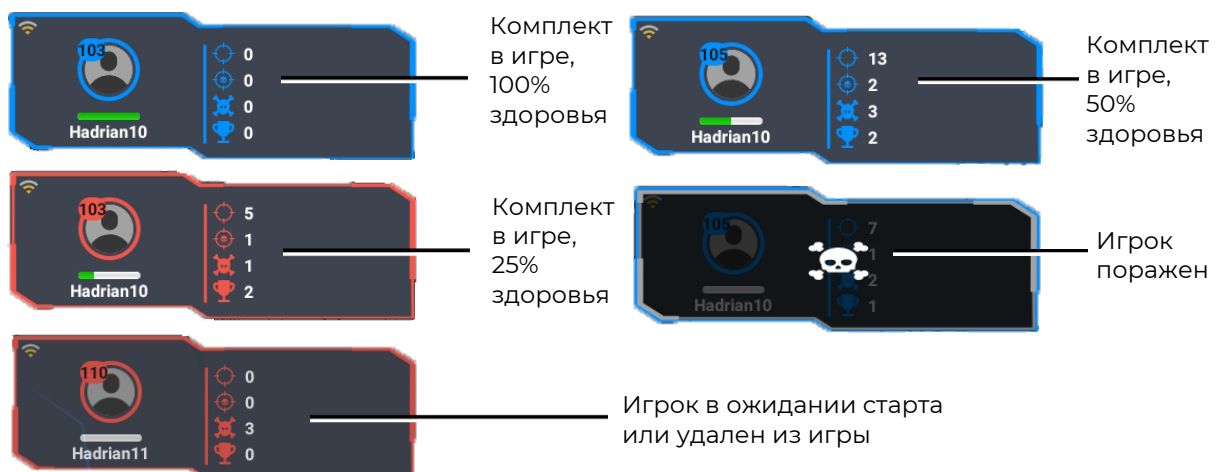 103
Hadrian10
0
0
0
0
Комплект
в игре,
100%
здоровья
105
Hadrian10
13
2
3
2
Комплект
в игре,
50%
здоровья
103
Hadrian10
5
1
1
2
Комплект
в игре,
25%
здоровья
105
Hadrian10
7
1
2
1
Игрок
поражен
110
Hadrian11
0
0
3
0
Игрок в ожидании старта
или удален из игры